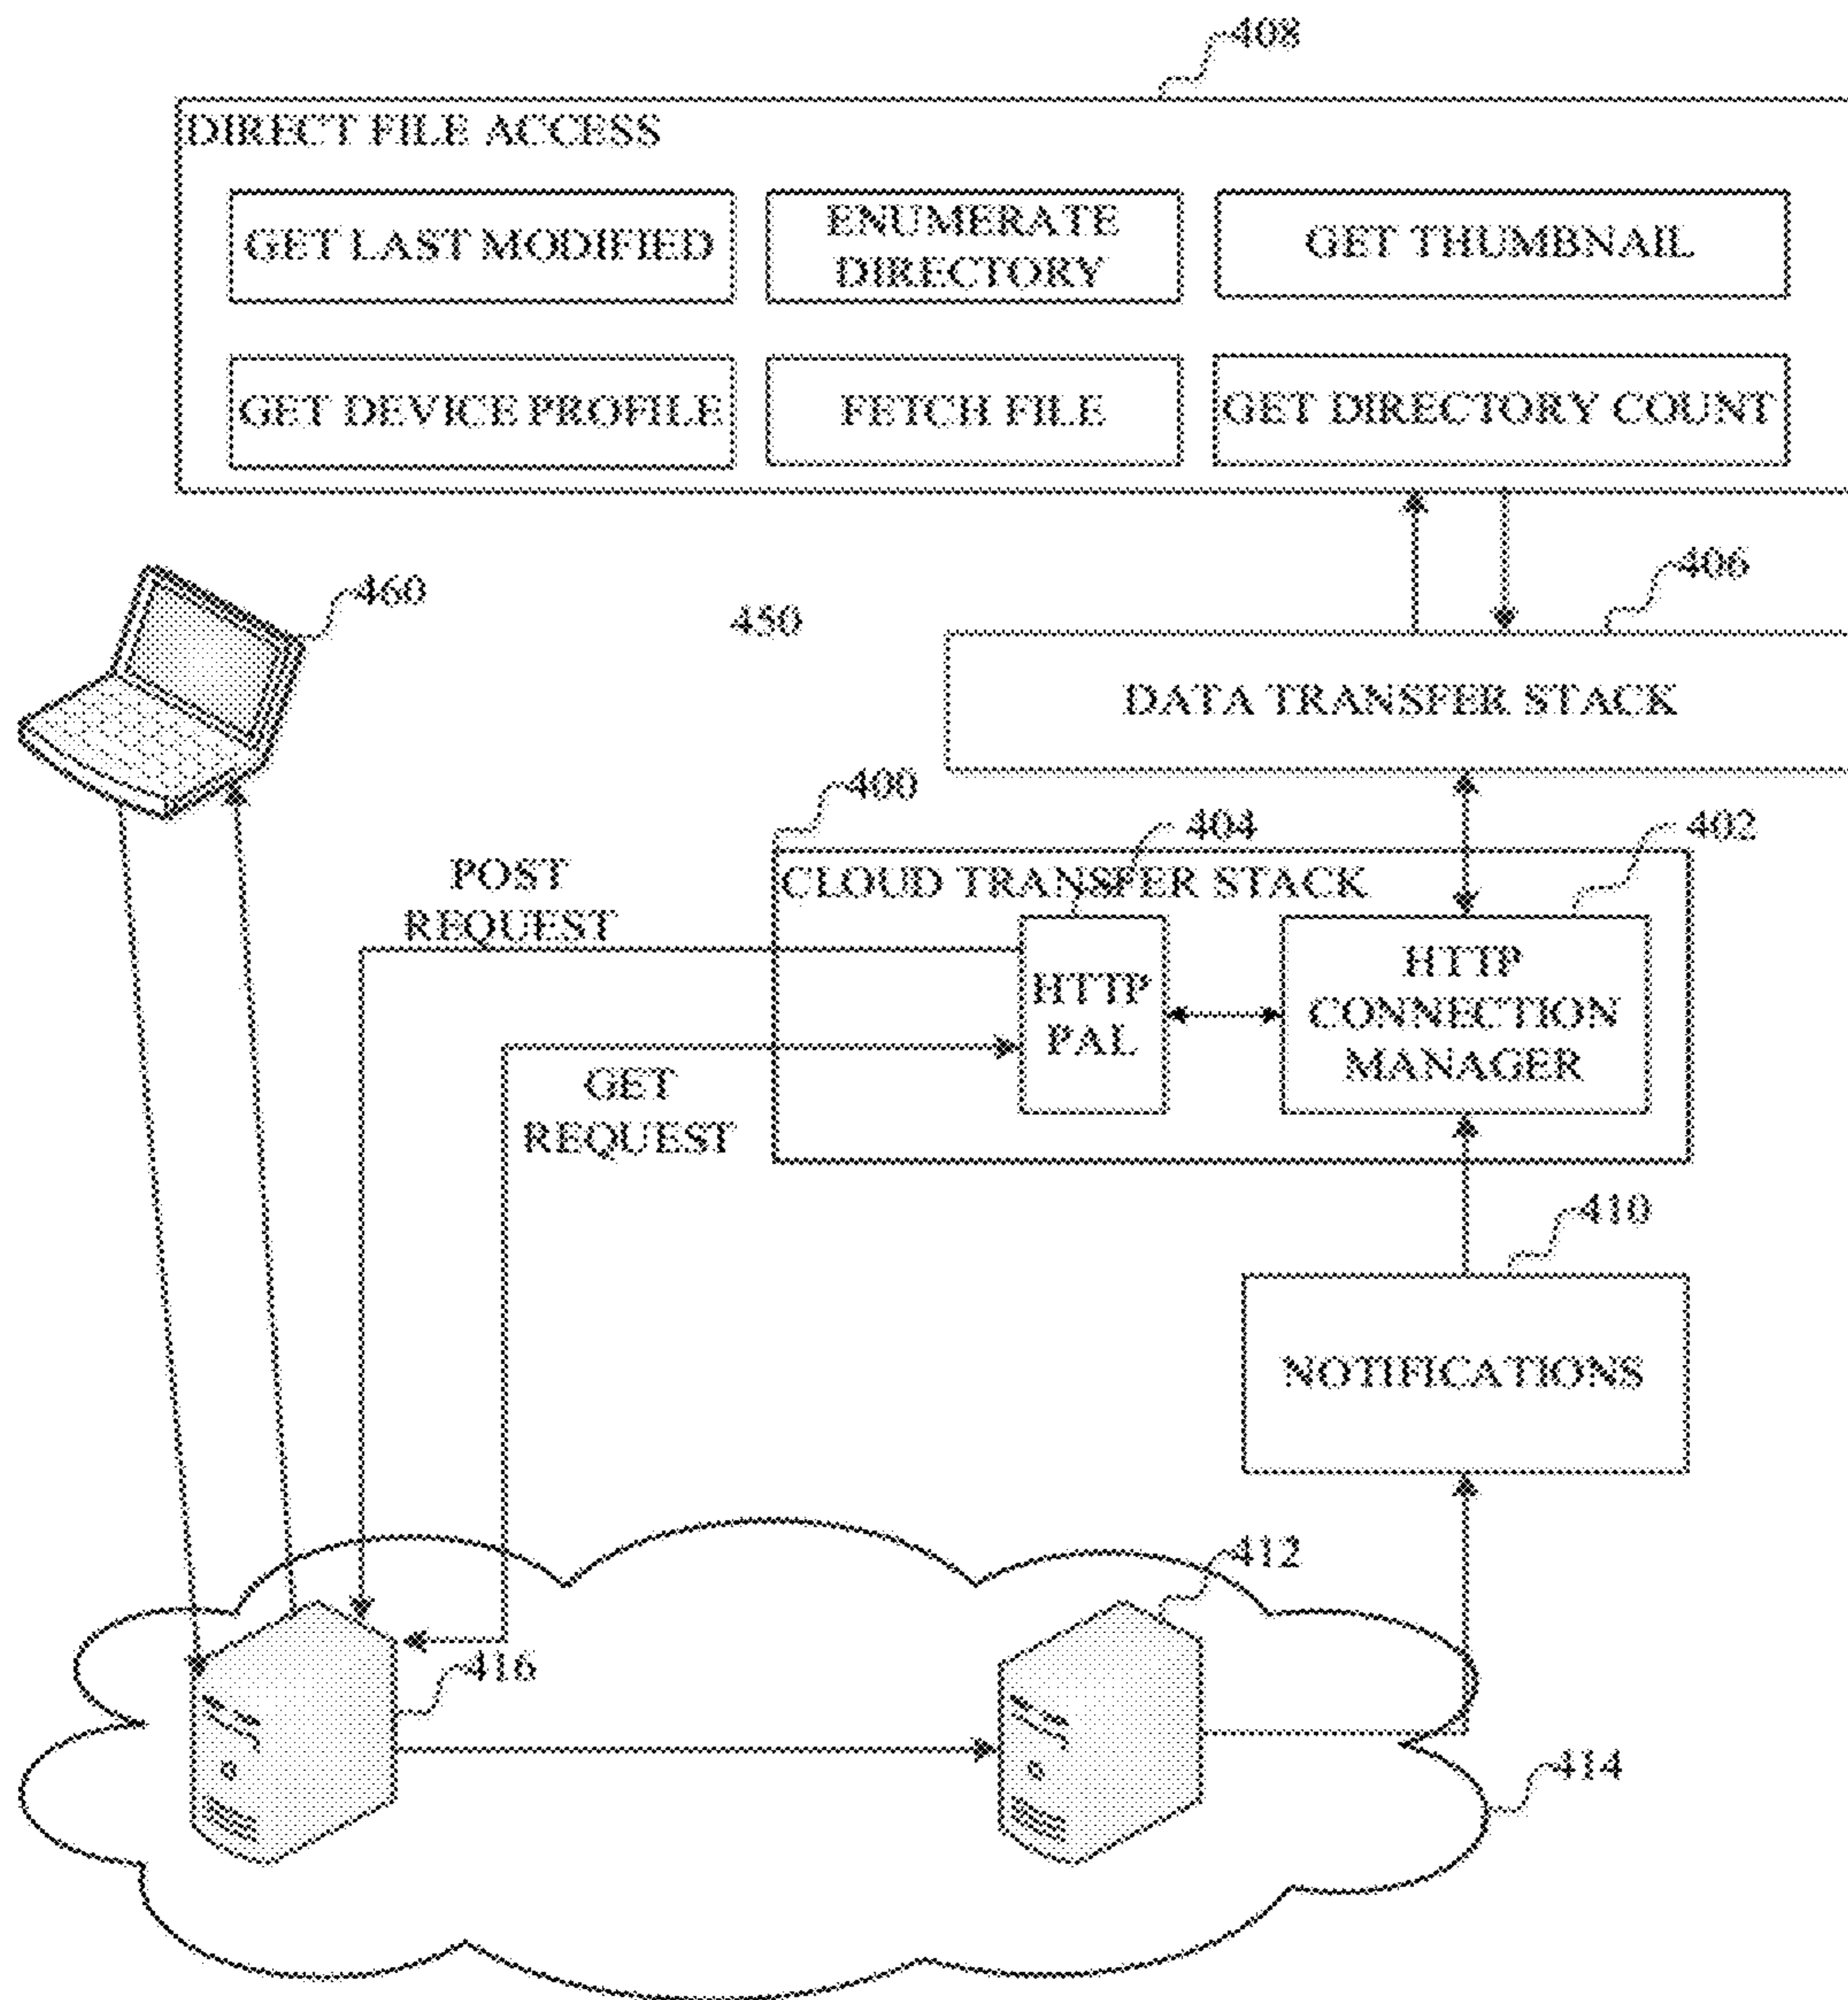 408
DIRECT FILE ACCESS
GET LAST MODIFIED
ENUMERATE
DIRECTORY
GET THUMBNAIL
GET DEVICE PROFILE
FETCH FILE
GET DIRECTORY COUNT
460
450
406
DATA TRANSFER STACK
400
404
402
CLOUD TRANSFER STACK
POST
REQUEST
HTTP
PAL
HTTP
CONNECTION
MANAGER
GET
REQUEST
410
NOTIFICATIONS
412
416
414